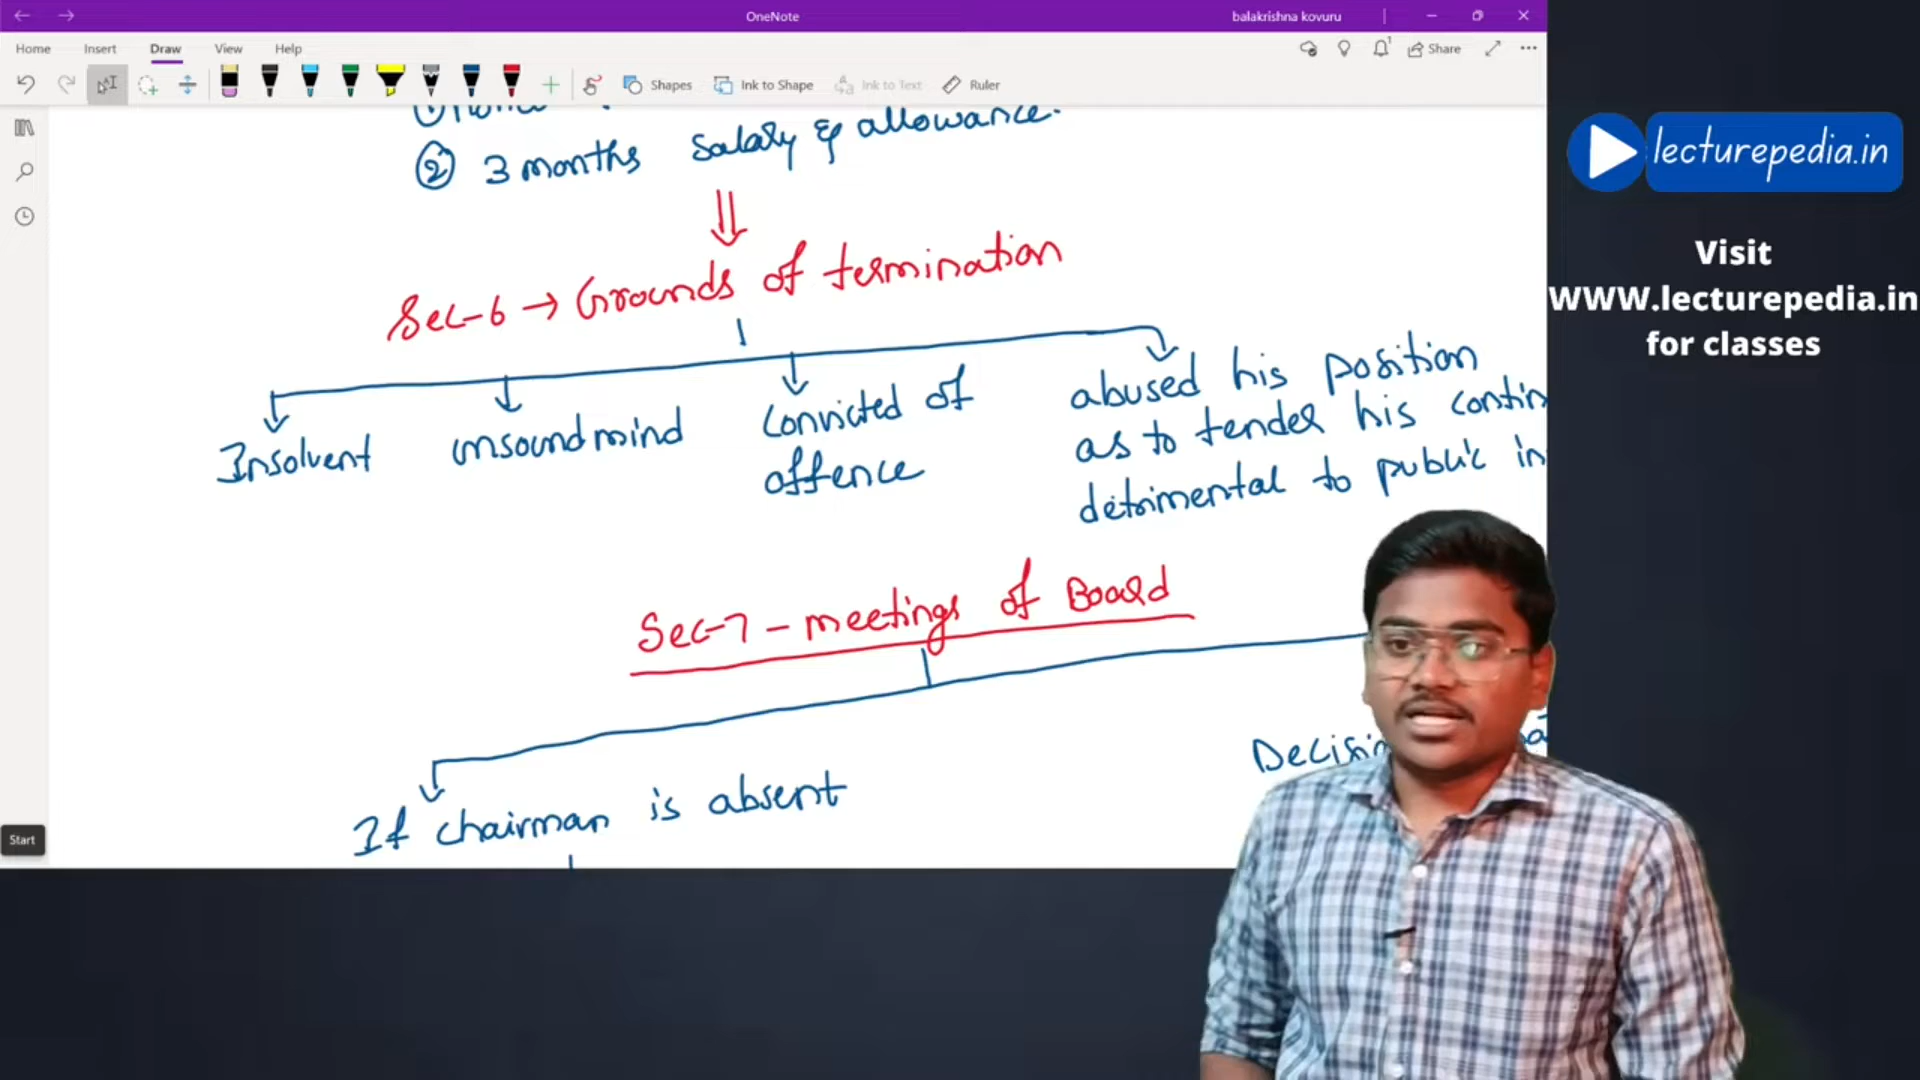 OneNote
balakrishna kovuru
Home Insert Draw View Help
1
Share
Shapes
Ink to Shape
Ink to Text
Ruler
② 3 months salary & allowance.
Sec-6 → Grounds of termination
Insolvent
unsound mind
Convicted of
offence
abused his position
as to tender his contin
detrimental to public in
Sec-7 - meetings of Board
If chairman is absent
Start
lecturepedia.in
Visit
WWW.lecturepedia.in
for classes